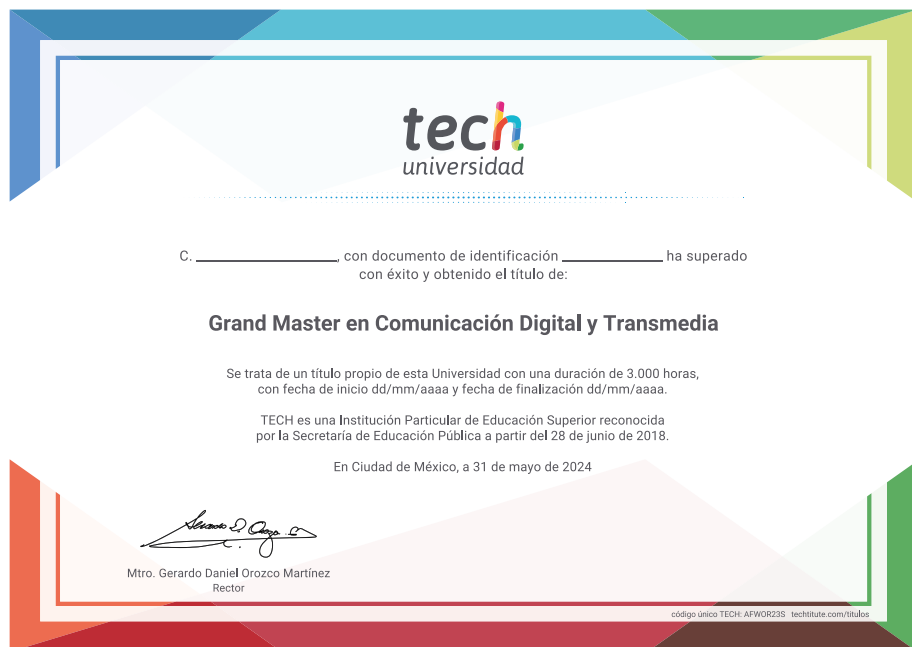 tech
universidad
C. __________________, con documento de identificación _____________ ha superado
con éxito y obtenido el título de:
Grand Master en Comunicación Digital y Transmedia
Se trata de un título propio de esta Universidad con una duración de 3.000 horas,
con fecha de inicio dd/mm/aaaa y fecha de finalización dd/mm/aaaa.
TECH es una Institución Particular de Educación Superior reconocida
por la Secretaría de Educación Pública a partir del 28 de junio de 2018.
En Ciudad de México, a 31 de mayo de 2024
Mtro. Gerardo Daniel Orozco Martínez
Rector
código único TECH: AFWOR23S techtitute.com/titulos